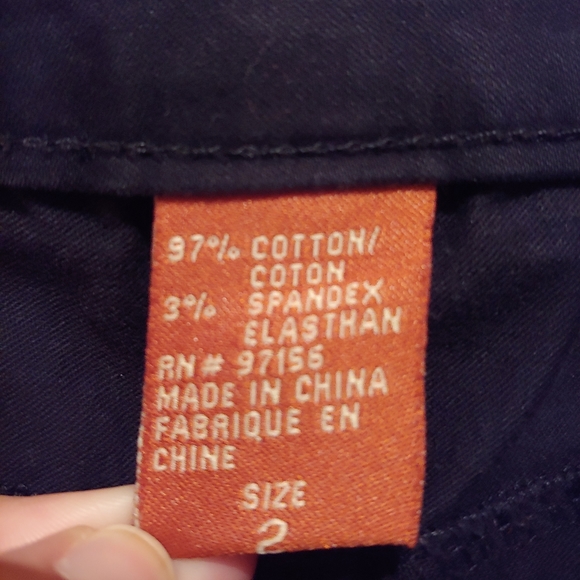 97% COTTON/
COTON
3% SPANDEX
ELASTHAN
RN# 97156
MADE IN CHINA
FABRIQUE EN
CHINE
SIZE
2